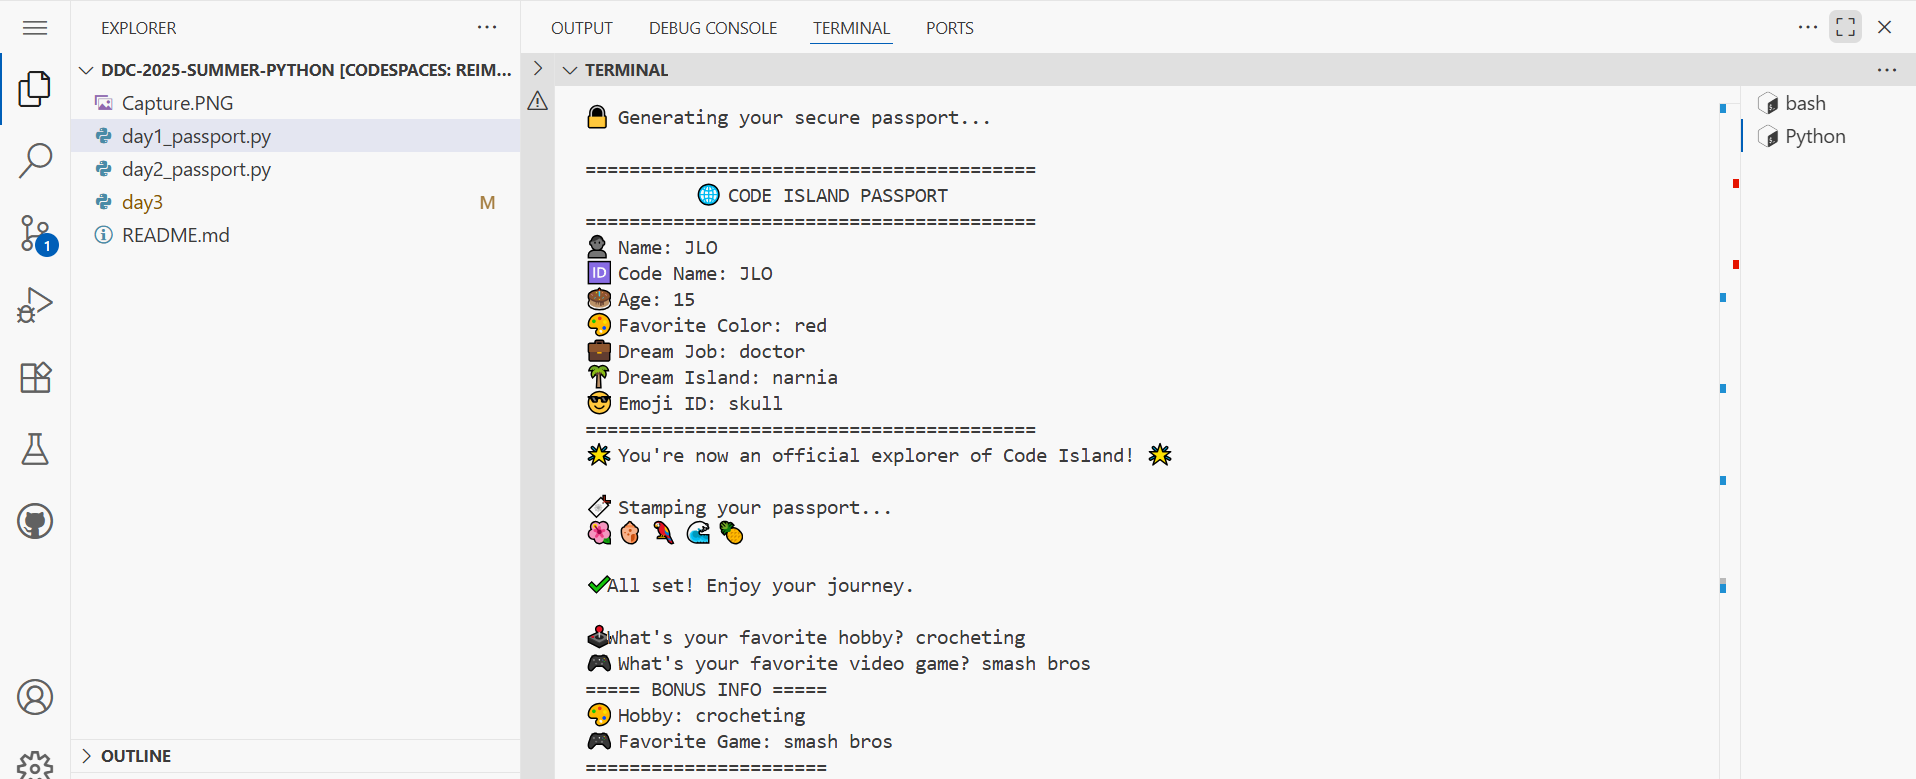 EXPLORER
DDC-2025-SUMMER-PYTHON [CODESPACES: REIM...
Capture.PNG
day1_passport.py
day2_passport.py
day3 M
README.md
1
OUTLINE
OUTPUT DEBUG CONSOLE TERMINAL PORTS
TERMINAL
🔒 Generating your secure passport...
=========================================
🌐 CODE ISLAND PASSPORT
=========================================
👤 Name: JLO
🆔 Code Name: JLO
🎂 Age: 15
🎨 Favorite Color: red
💼 Dream Job: doctor
🌴 Dream Island: narnia
😎 Emoji ID: skull
=========================================
🌟 You're now an official explorer of Code Island! 🌟
Stamping your passport...
✔All set! Enjoy your journey.
🕹What's your favorite hobby? crocheting
🎮 What's your favorite video game? smash bros
===== BONUS INFO =====
🎨 Hobby: crocheting
🎮 Favorite Game: smash bros
======================
bash
Python